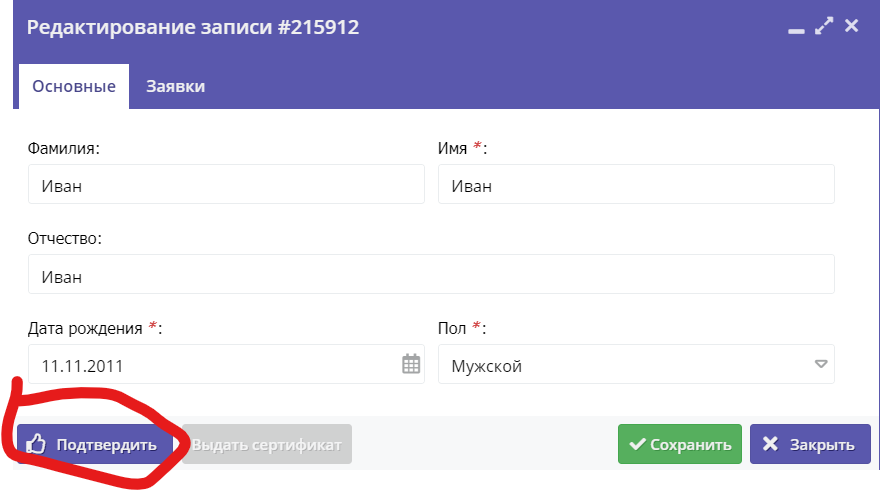 Редактирование записи #215912
Основные Заявки
Фамилия: Имя *:
Иван Иван
Отчество:
Иван
Дата рождения *: Пол *:
11.11.2011 Мужской
Подтвердить Выдать сертификат Сохранить Закрыть